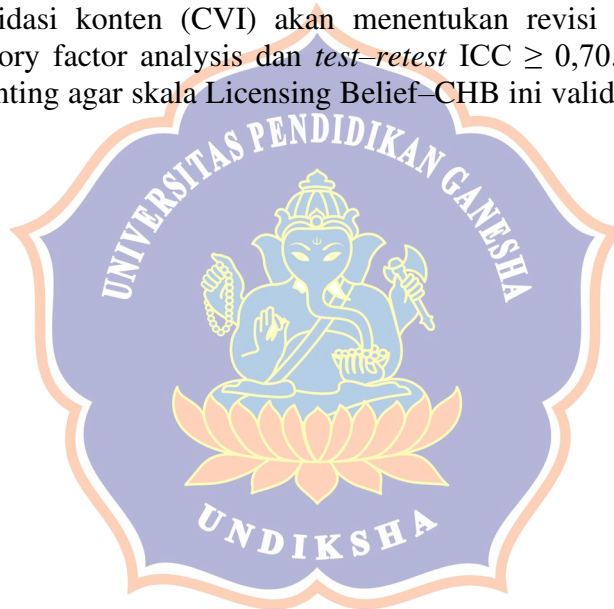 idasi konten (CVI) akan menentukan revisi
ory factor analysis dan test–retest ICC ≥ 0,70.
nting agar skala Licensing Belief–CHB ini valid
UNIVERSITAS PENDIDIKAN GANESHA
UNDIKSHA